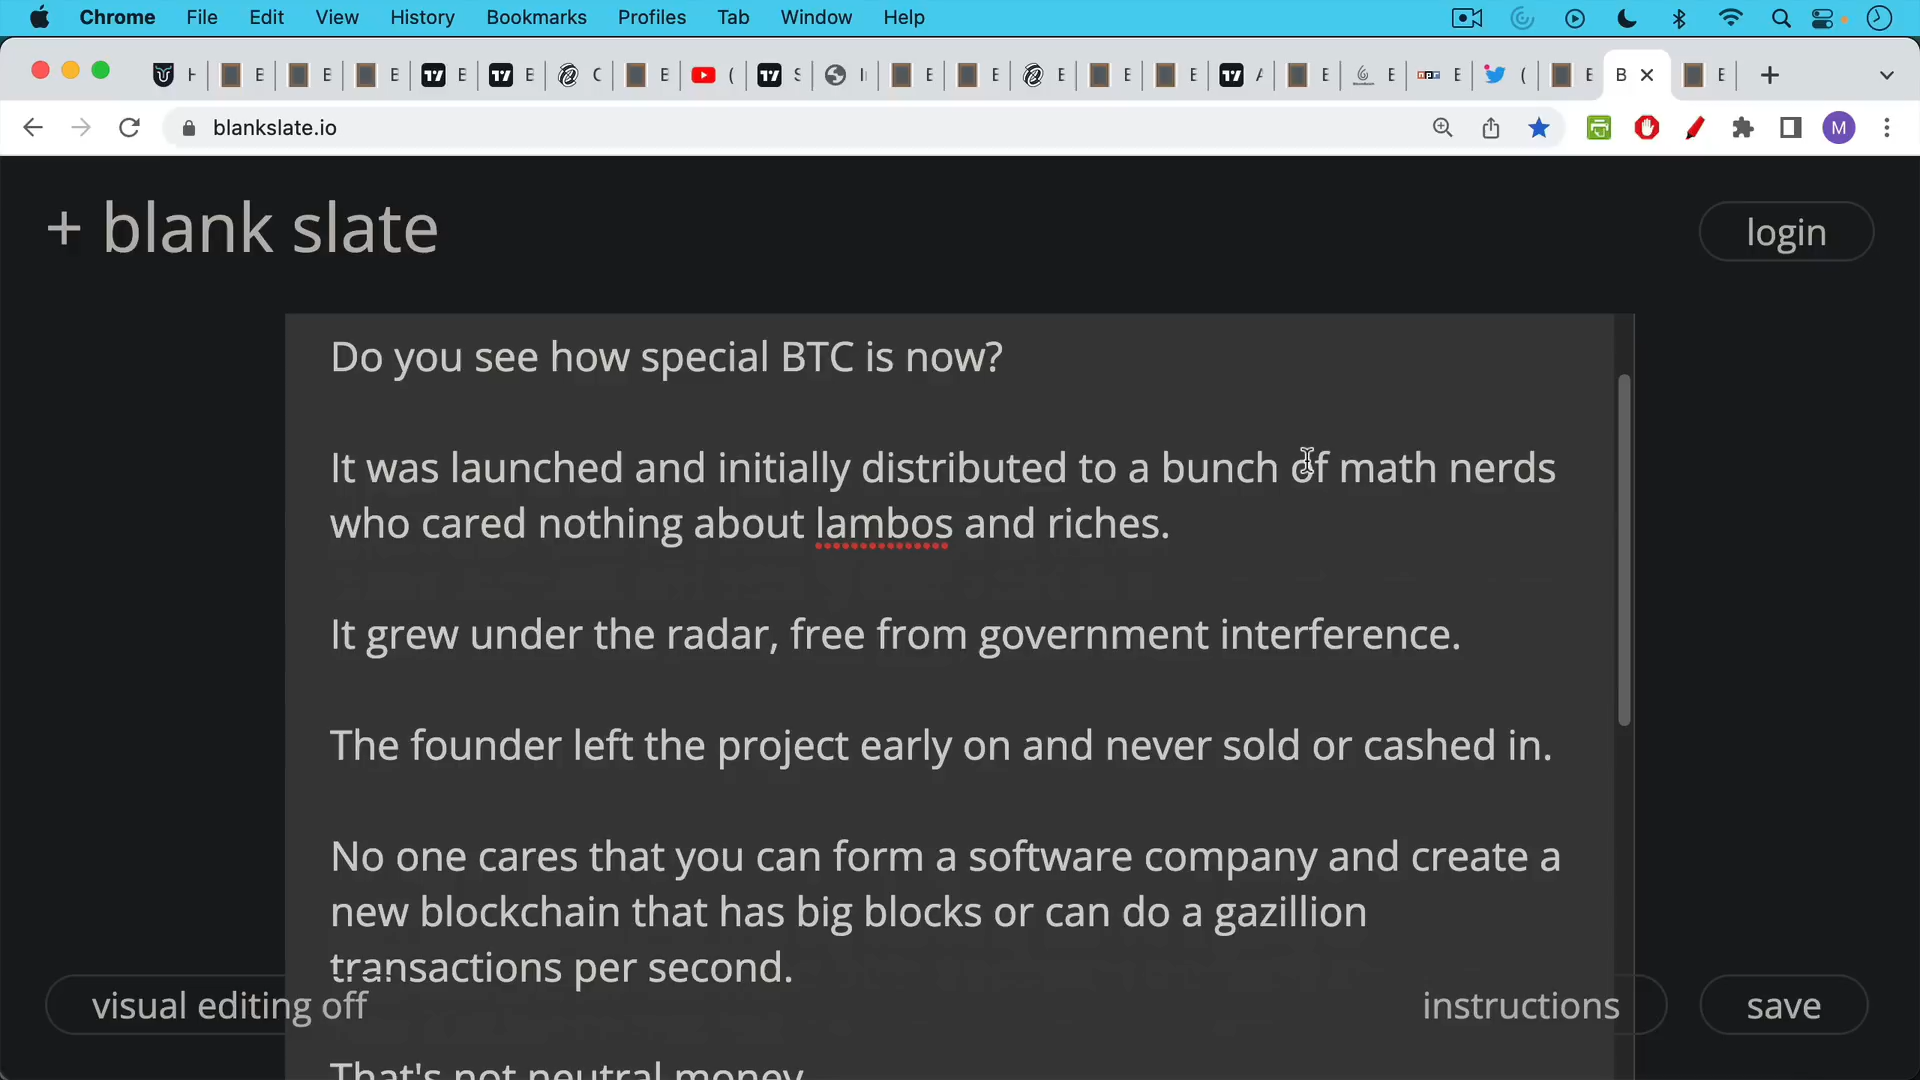 Chrome File Edit View History Bookmarks Profiles Tab Window Help
H E E E E E C E ( S I E E E E E A E E E ( E B E
blankslate.io
M
+ blank slate
login
Do you see how special BTC is now?
It was launched and initially distributed to a bunch of math nerds
who cared nothing about lambos and riches.
It grew under the radar, free from government interference.
The founder left the project early on and never sold or cashed in.
No one cares that you can form a software company and create a
new blockchain that has big blocks or can do a gazillion
transactions per second.
visual editing off
instructions
save
That's not neutral money